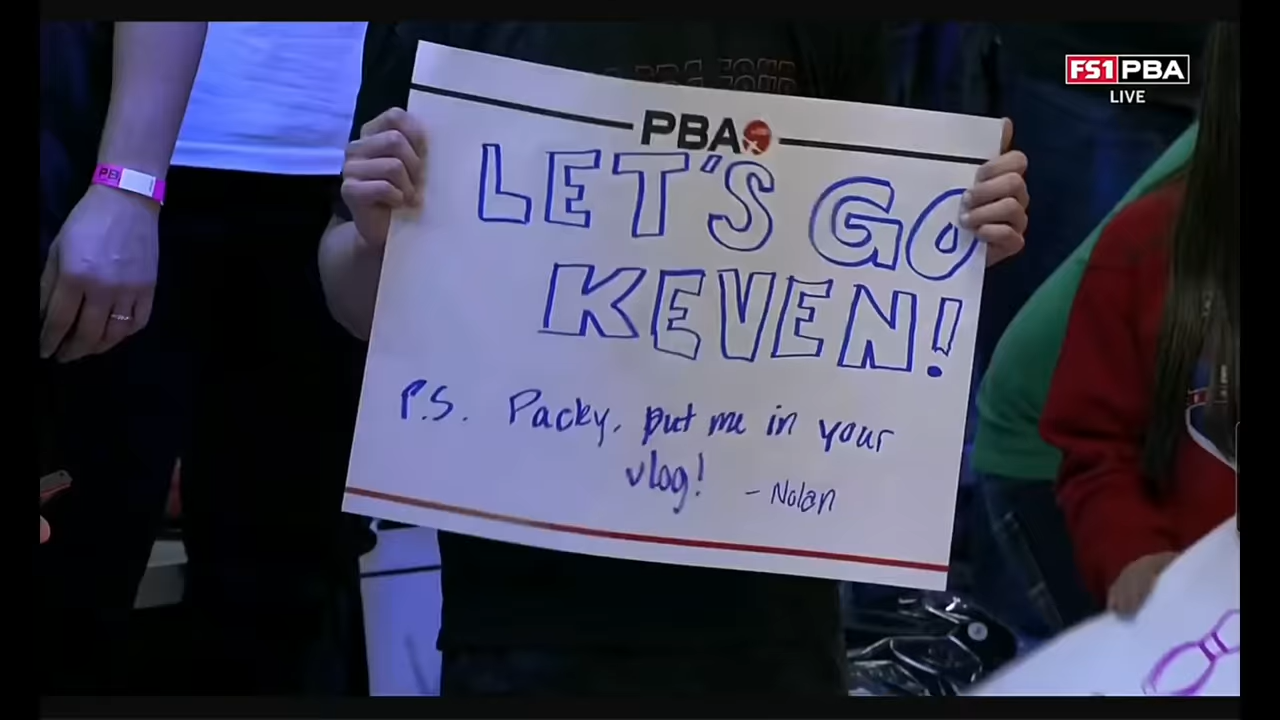 FS1 PBA
LIVE
PBA
LET'S GO
KEVEN!
P.S. Packy, put me in your
vlog! - Nolan